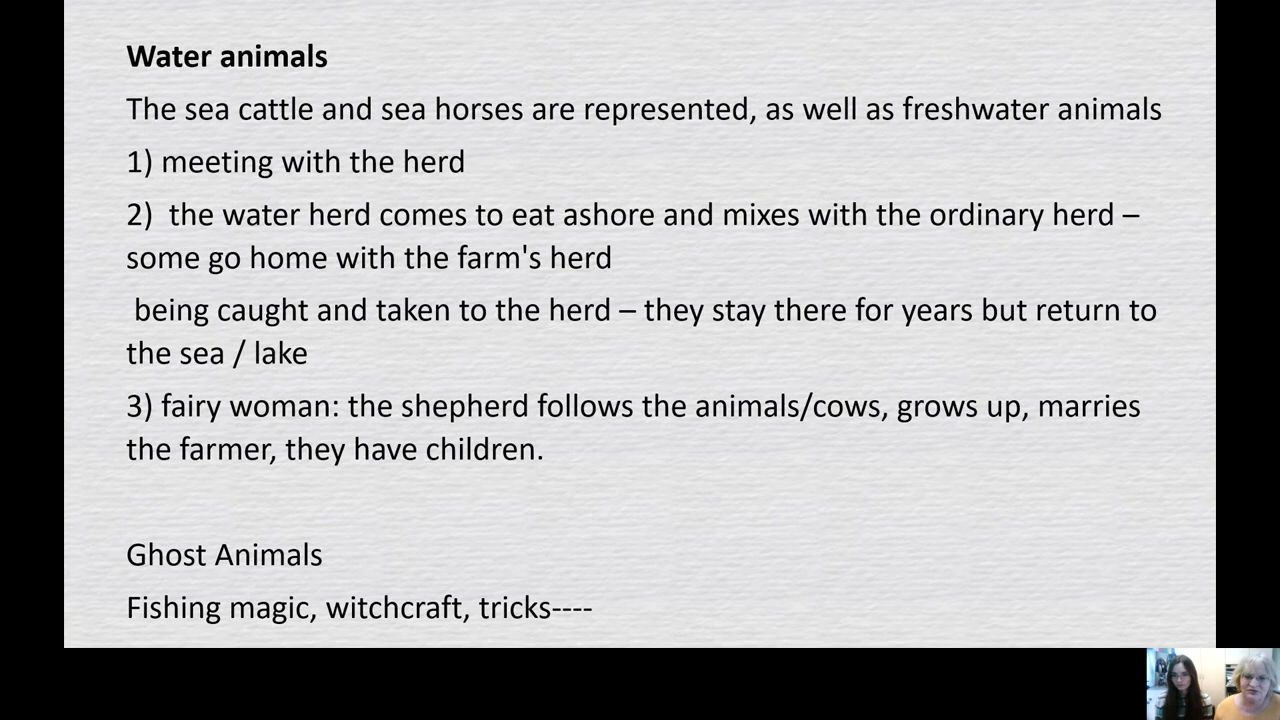 Water animals
The sea cattle and sea horses are represented, as well as freshwater animals
1) meeting with the herd
2)  the water herd comes to eat ashore and mixes with the ordinary herd –
some go home with the farm's herd
being caught and taken to the herd – they stay there for years but return to
the sea / lake
3) fairy woman: the shepherd follows the animals/cows, grows up, marries
the farmer, they have children.
Ghost Animals
Fishing magic, witchcraft, tricks----